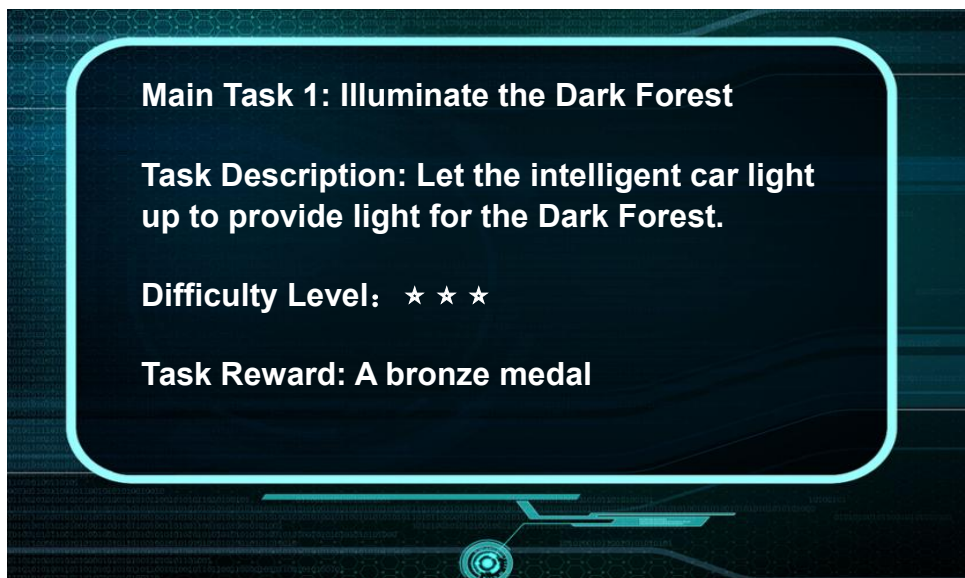 Main Task 1: Illuminate the Dark Forest
Task Description: Let the intelligent car light
up to provide light for the Dark Forest.
Difficulty Level：★ ★ ★
Task Reward: A bronze medal